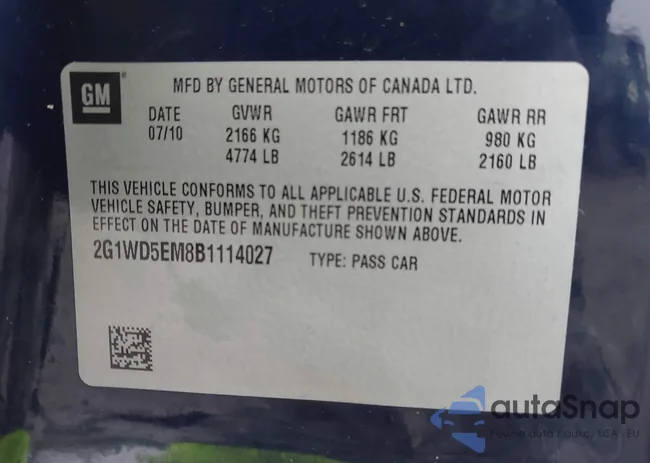 GM
MFD BY GENERAL MOTORS OF CANADA LTD.
DATE GVWR GAWR FRT GAWR RR
07/10 2166 KG 1186 KG 980 KG
4774 LB 2614 LB 2160 LB
THIS VEHICLE CONFORMS TO ALL APPLICABLE U.S. FEDERAL MOTOR
VEHICLE SAFETY, BUMPER, AND THEFT PREVENTION STANDARDS IN
EFFECT ON THE DATE OF MANUFACTURE SHOWN ABOVE.
2G1WD5EM8B1114027 TYPE: PASS CAR
autoSnap
auto USA EU